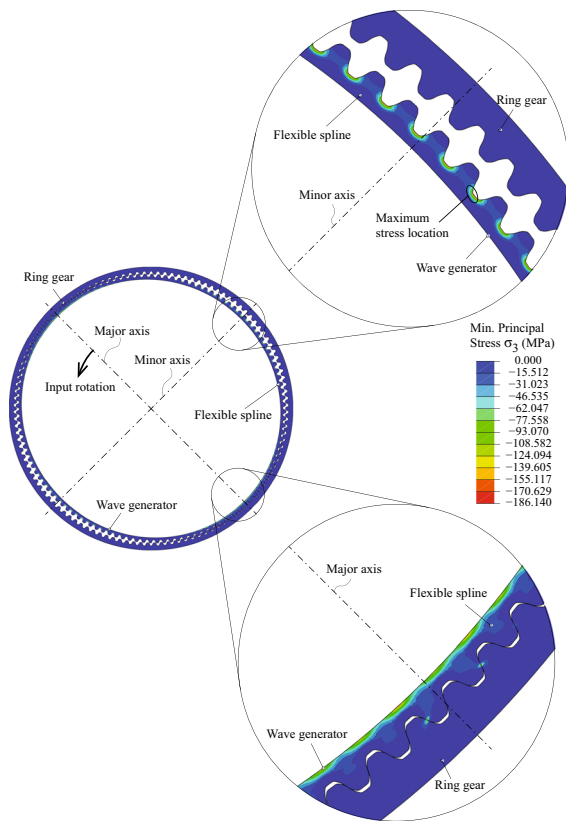 Ring gear
Flexible spline
Minor axis
Maximum
stress location
Wave generator
Ring gear
Major axis
Minor axis
Input rotation
Flexible spline
Wave generator
Min. Principal
Stress σ3 (MPa)
0.000
−15.512
−31.023
−46.535
−62.047
−77.558
−93.070
−108.582
−124.094
−139.605
−155.117
−170.629
−186.140
Major axis
Flexible spline
Wave generator
Ring gear